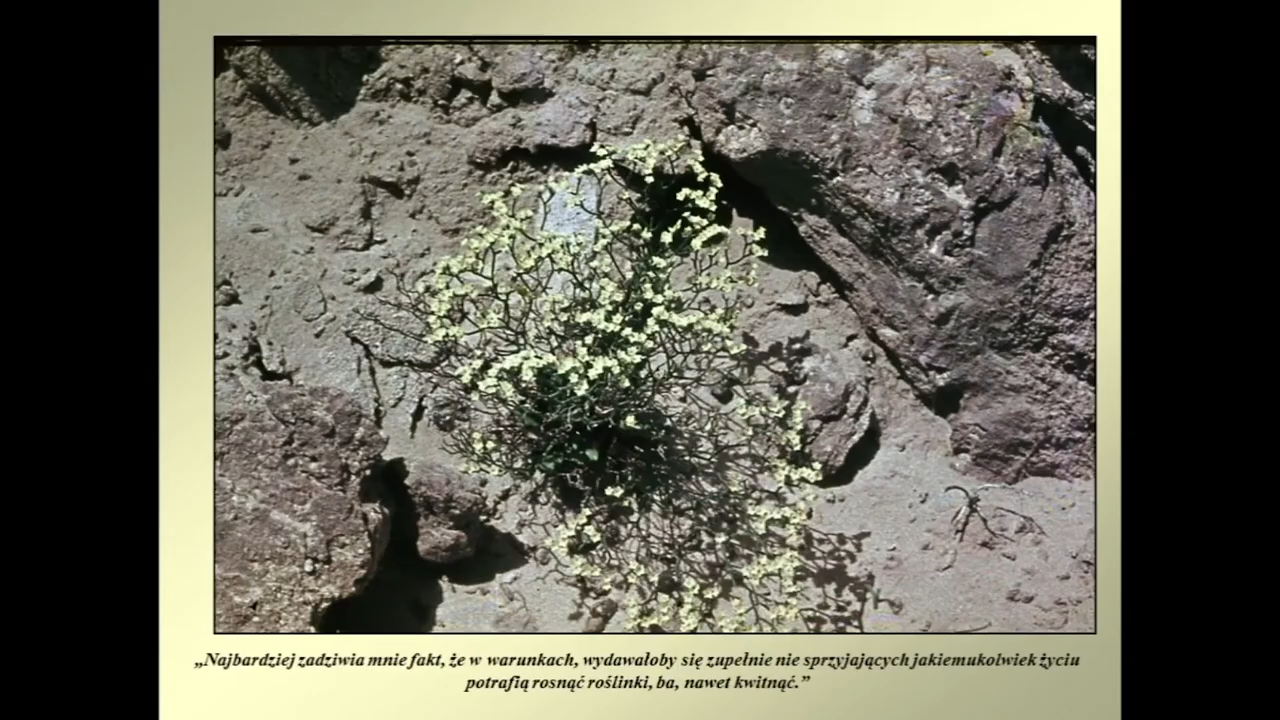 „Najbardziej zadziwia mnie fakt, że w warunkach, wydawałoby się zupełnie nie sprzyjających jakiemukolwiek życiu
potrafią rosnąć roślinki, ba, nawet kwitnąć.”